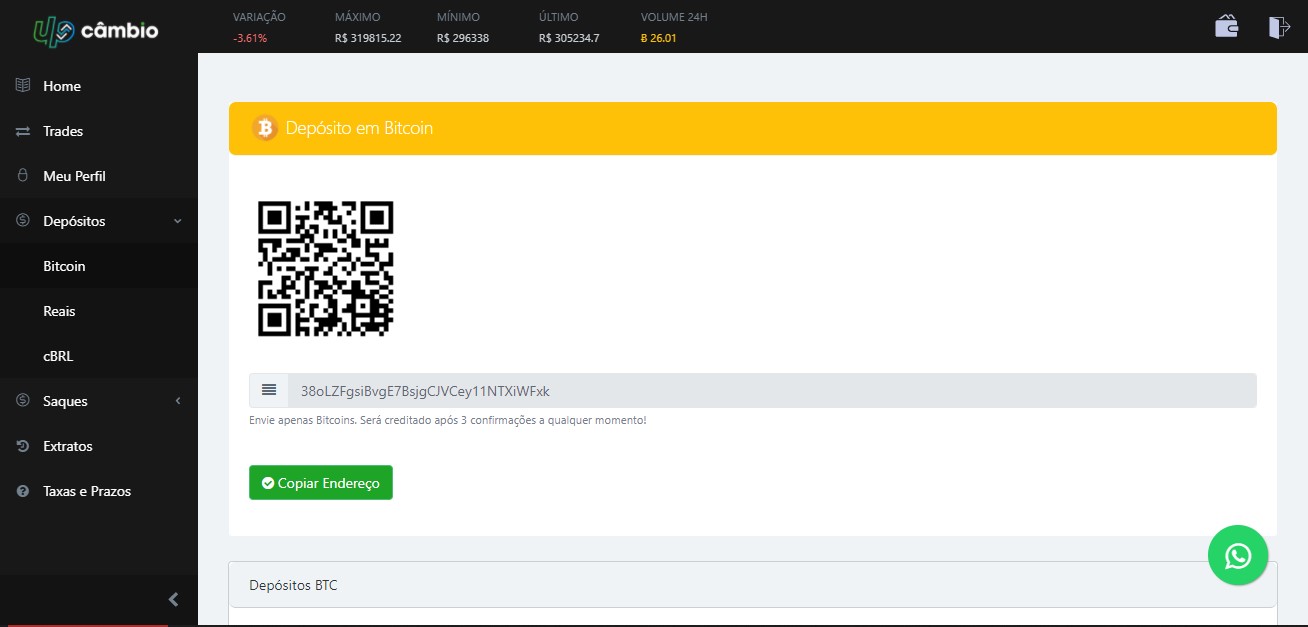 up câmbio
VARIAÇÃO MÁXIMO MÍNIMO ÚLTIMO VOLUME 24H
-3.61% R$ 319815.22 R$ 296338 R$ 305234.7 Ƀ 26.01
Home
Trades
Meu Perfil
Depósitos
Bitcoin
Reais
cBRL
Saques
Extratos
Taxas e Prazos
Depósito em Bitcoin
38oLZFgsiBvgE7BsjgCJVCey11NTXiWFxk
Envie apenas Bitcoins. Será creditado após 3 confirmações a qualquer momento!
Copiar Endereço
Depósitos BTC